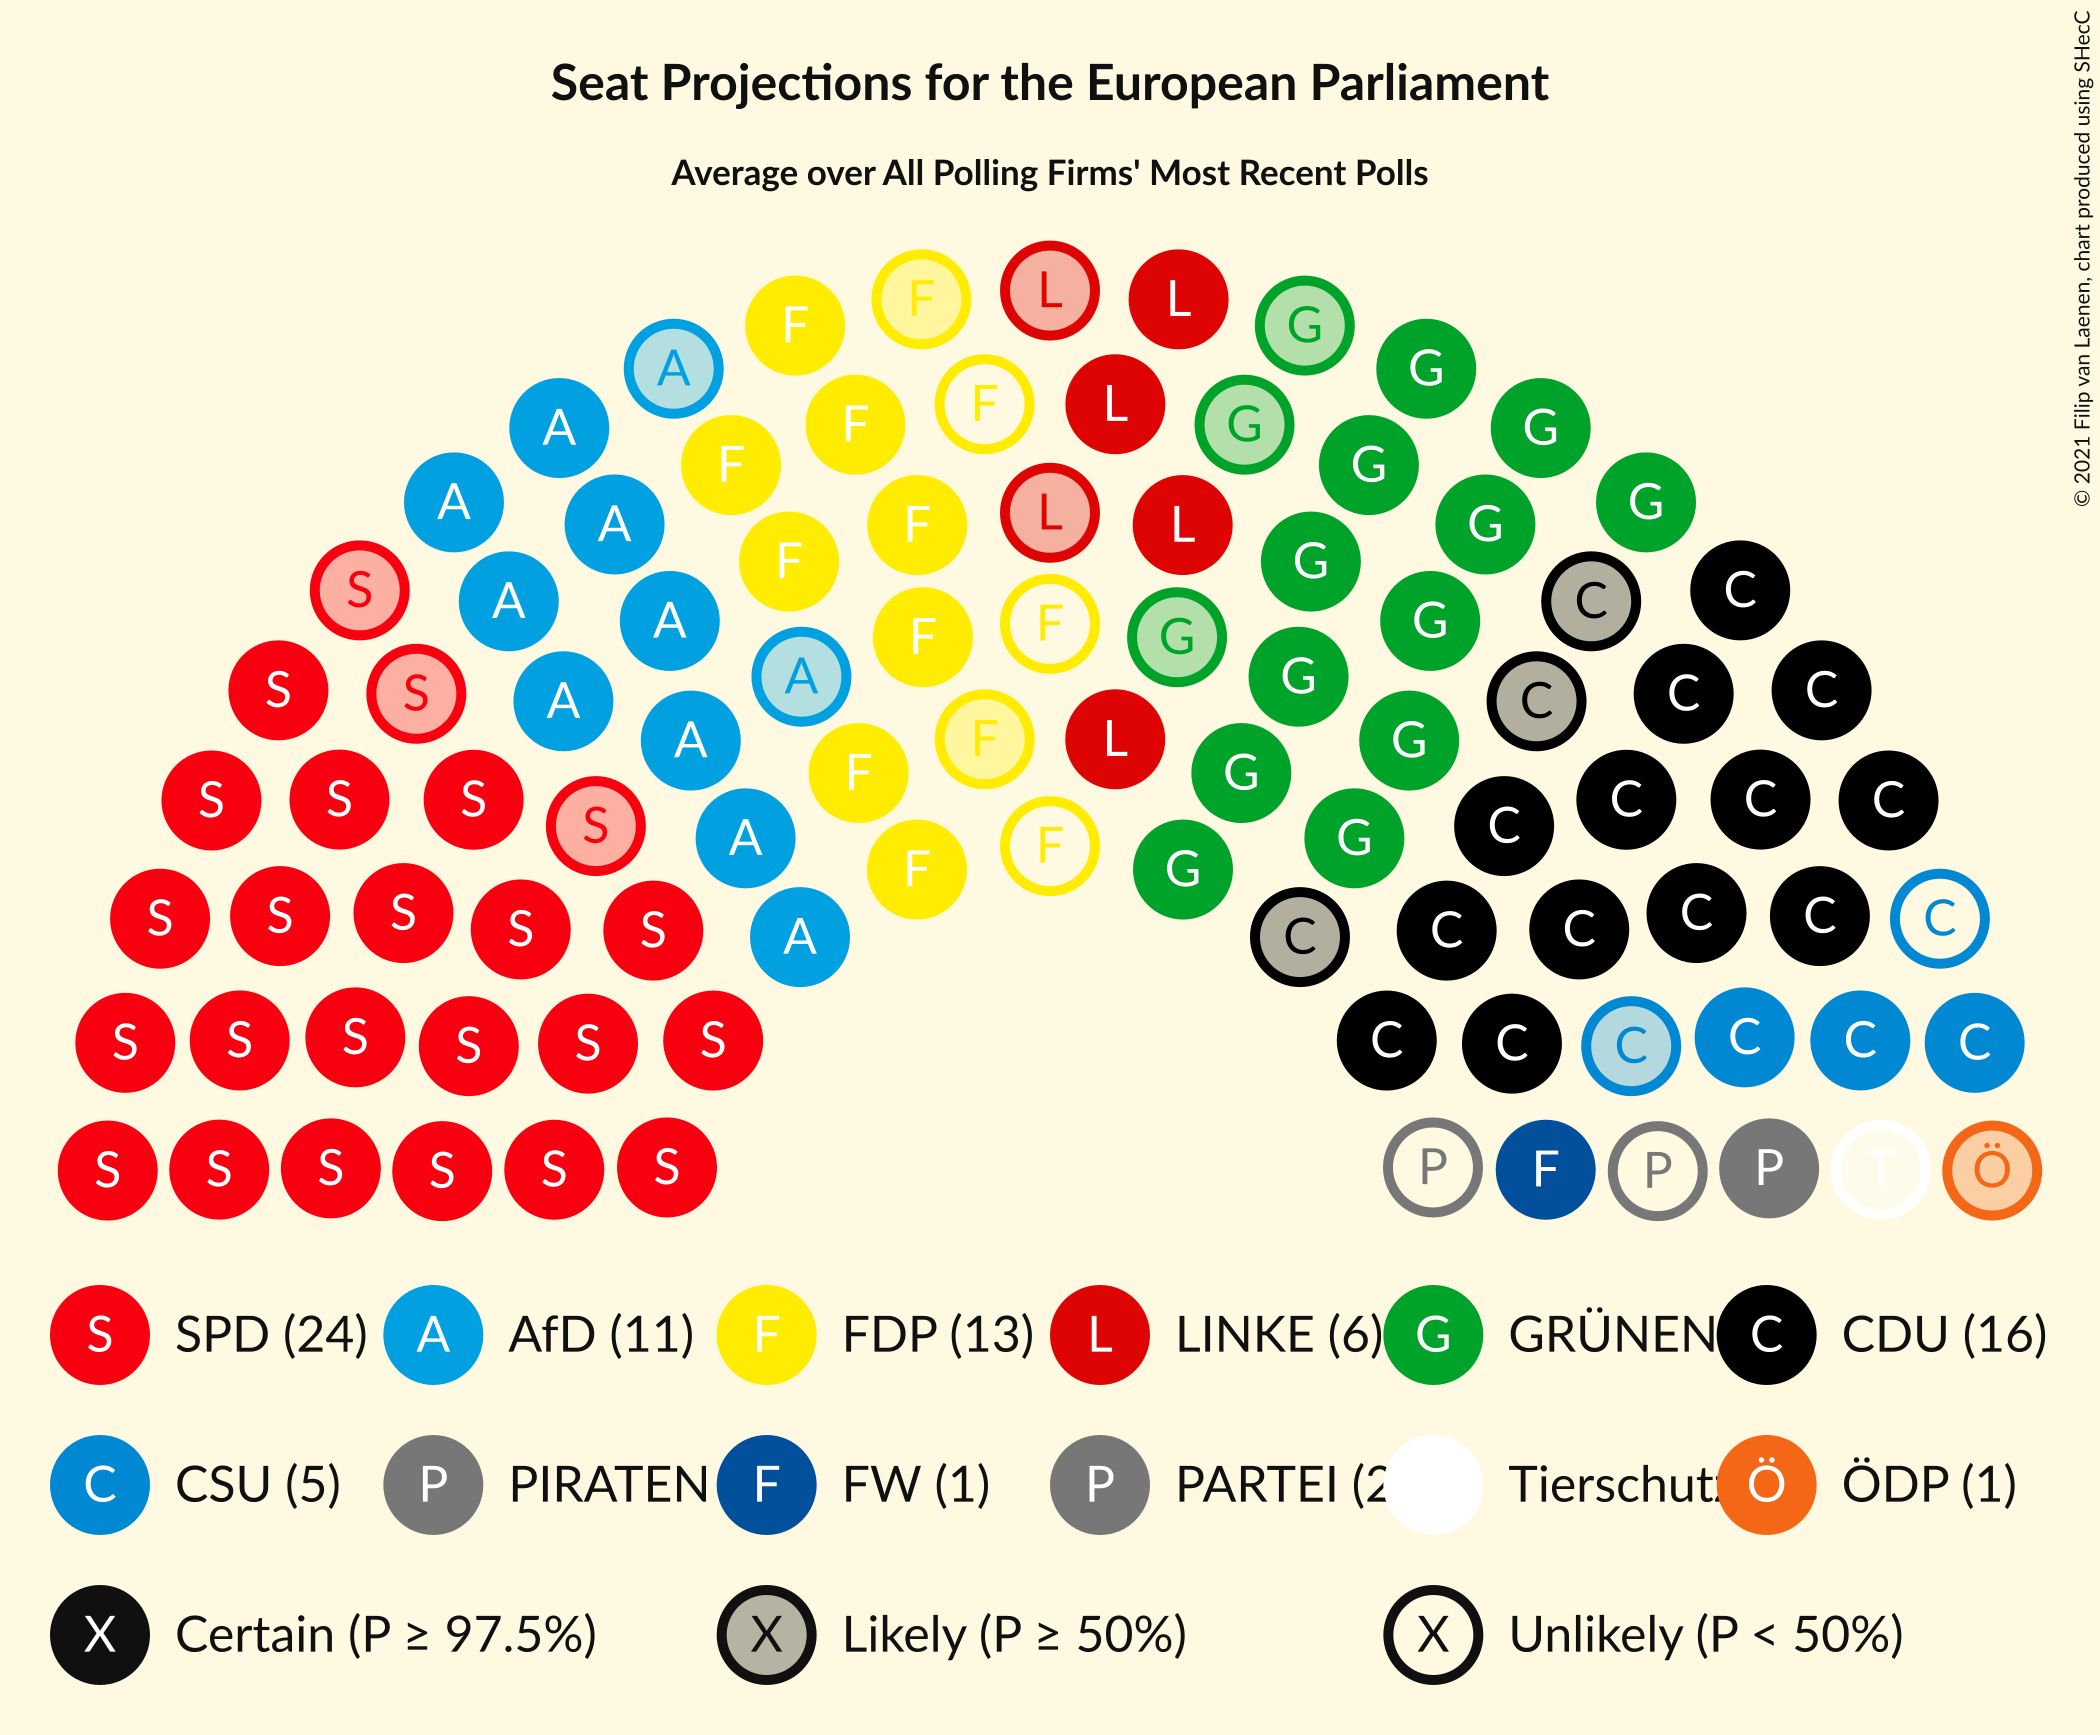 Seat Projections for the European Parliament
Average over All Polling Firms' Most Recent Polls
© 2021 Filip van Laenen, chart produced using SHecC
L
F L
A F G
G
F L
A F G G
A G
F G
A L
F L
A F G G
S A C C
A F G
F G
S S A A G C C C
A F L G
S S S F G C C C
S A G C
A F F G
S S S S S A C C C C C C
S S S S S S C C C C C C
S S S S S S P F P P T Ö
S SPD (24) A AfD (11) F FDP (13) L LINKE (6) G GRÜNEN C CDU (16)
C CSU (5) P PIRATEN F FW (1) P PARTEI (2 Tierschutz Ö ÖDP (1)
X Certain (P ≥ 97.5%) X Likely (P ≥ 50%) X Unlikely (P < 50%)